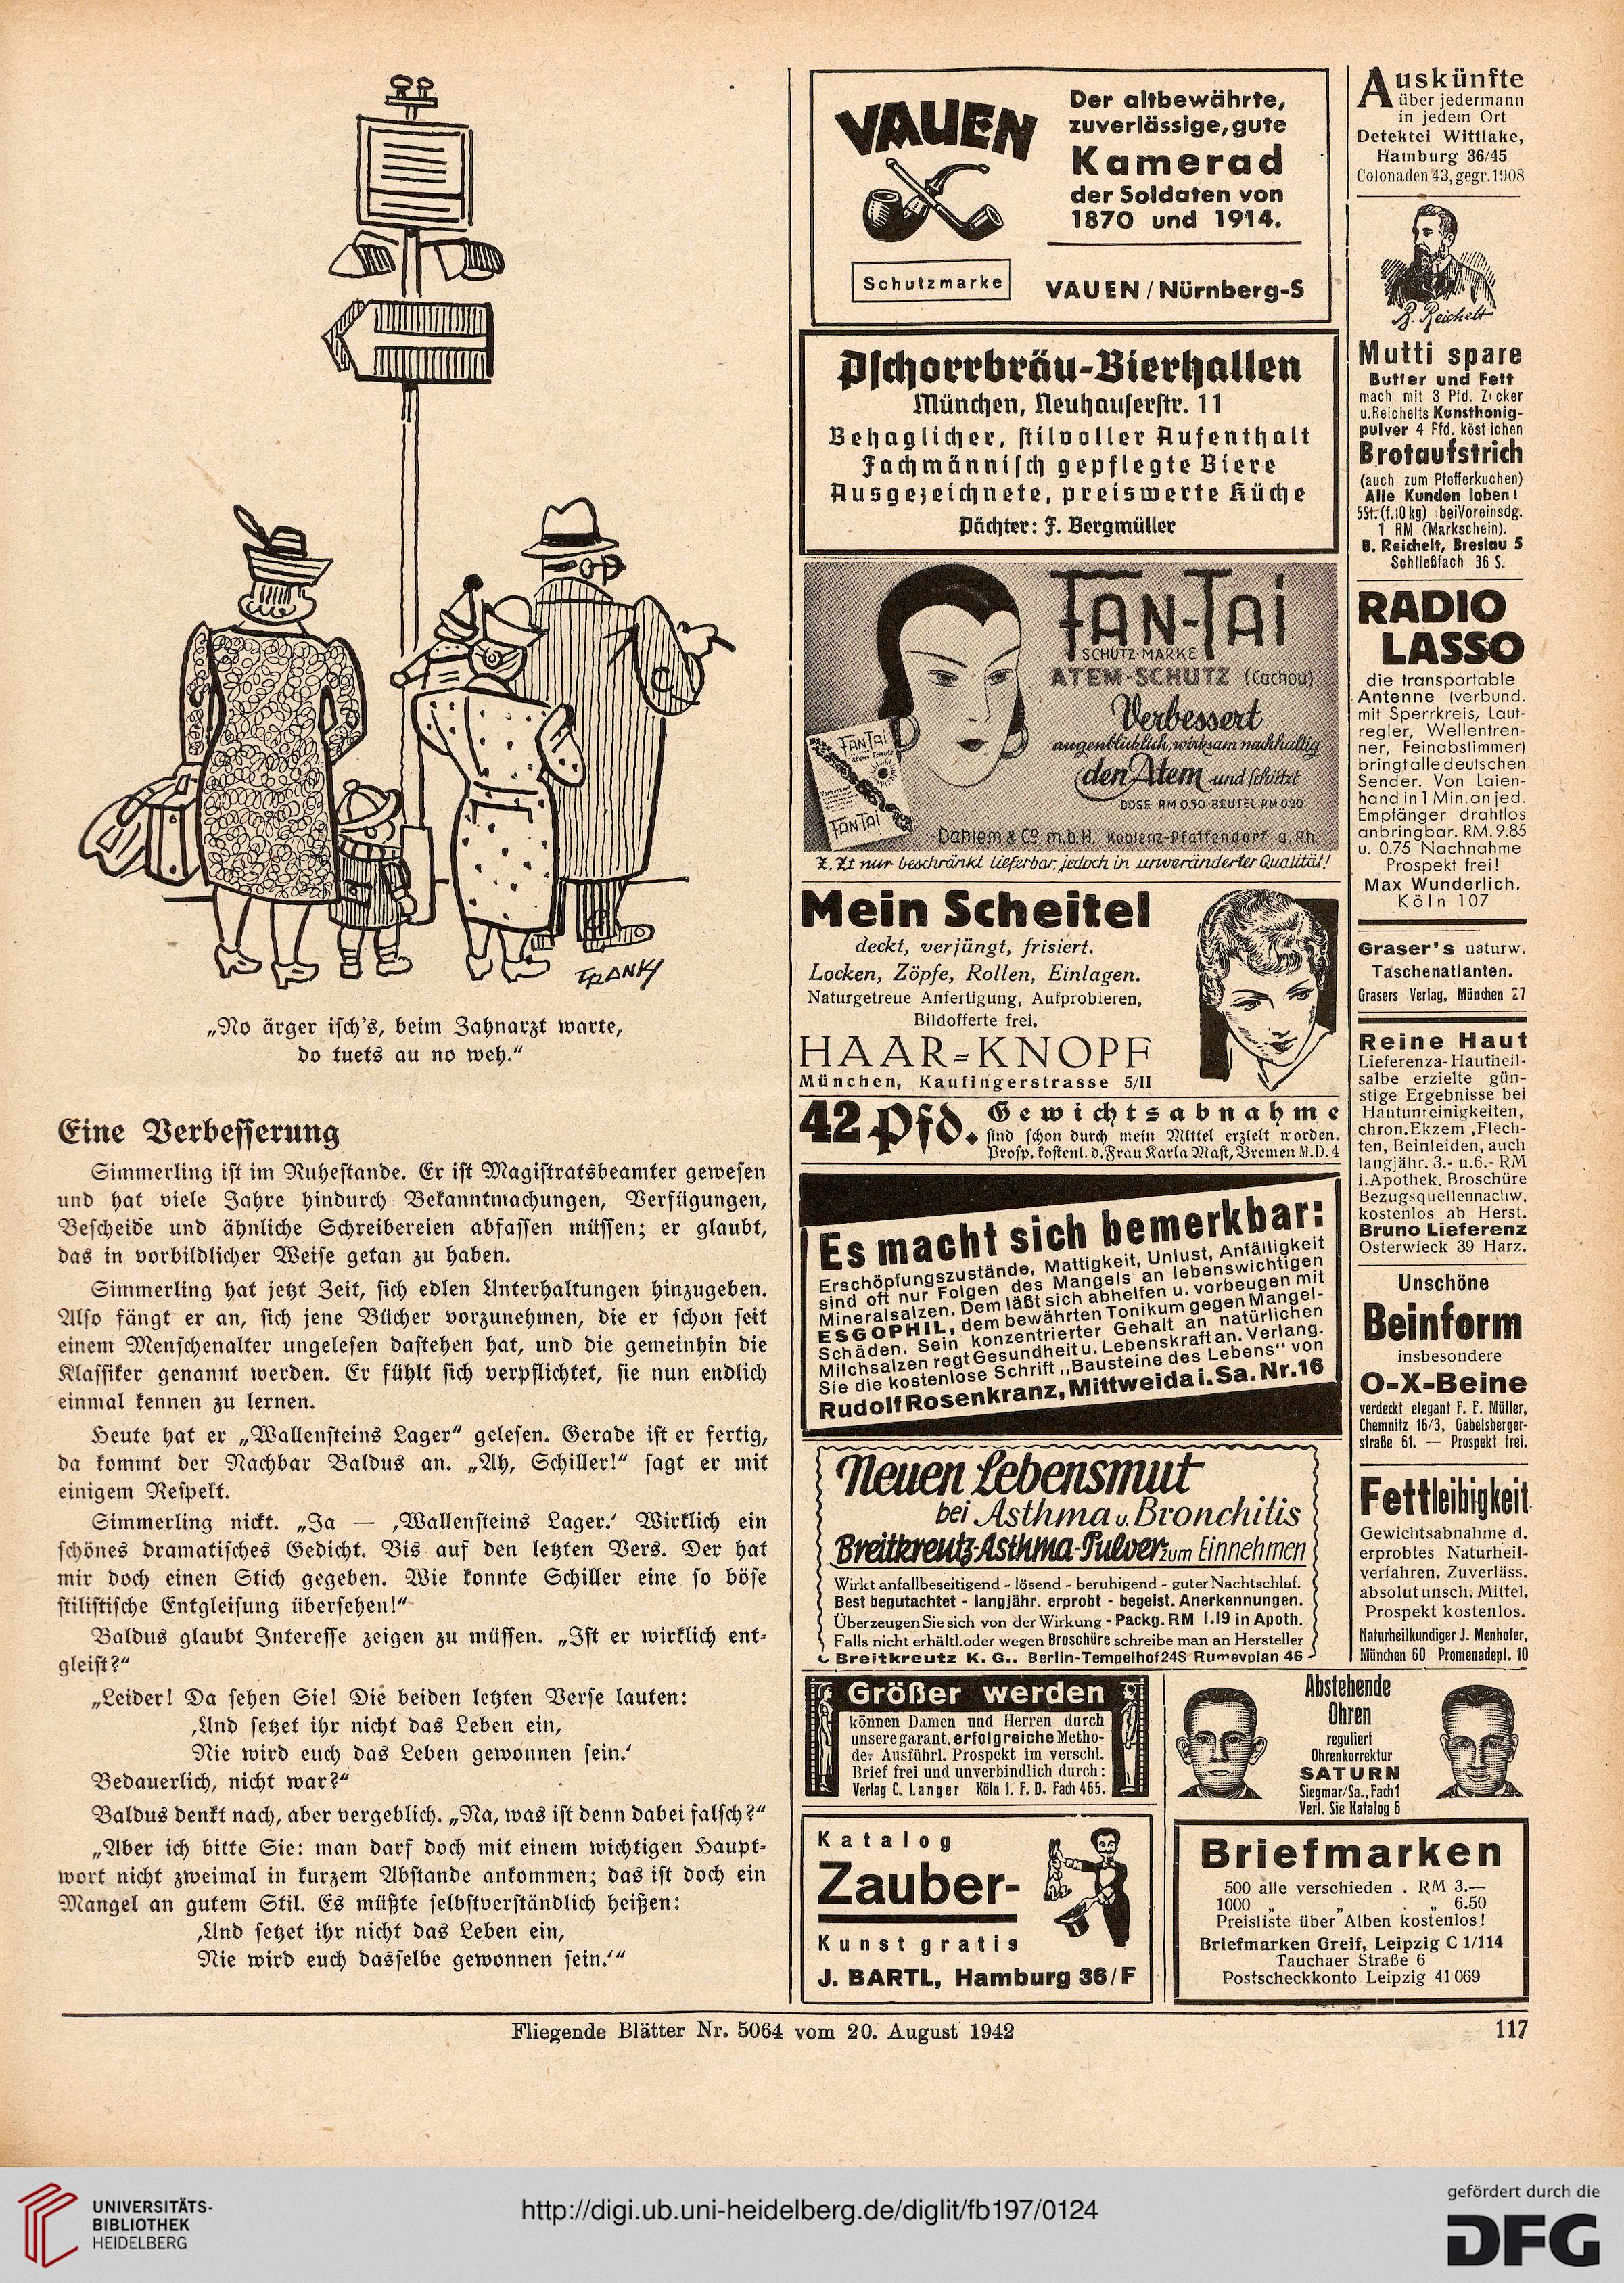 FRANKY
„No ärger isch's, beim Zahnarzt warte,
do tuets au no weh.“
Eine Verbesserung
Simmerling ist im Ruhestande. Er ist Magistratsbeamter gewesen
und hat viele Jahre hindurch Bekanntmachungen, Verfügungen,
Bescheide und ähnliche Schreibereien abfassen müssen; er glaubt,
das in vorbildlicher Weise getan zu haben.
Simmerling hat jetzt Zeit, sich edlen Unterhaltungen hinzugeben.
Also fängt er an, sich jene Bücher vorzunehmen, die er schon seit
einem Menschenalter ungelesen dastehen hat, und die gemeinhin die
Klassiker genannt werden. Er fühlt sich verpflichtet, sie nun endlich
einmal kennen zu lernen.
Heute hat er „Wallensteins Lager“ gelesen. Gerade ist er fertig,
da kommt der Nachbar Baldus an. „Ah, Schiller!“ sagt er mit
einigem Respekt.
Simmerling nickt. „Ja — ‚Wallensteins Lager.‘ Wirklich ein
schönes dramatisches Gedicht. Bis auf den letzten Vers. Der hat
mir doch einen Stich gegeben. Wie konnte Schiller eine so böse
stilistische Entgleisung übersehen!“
Baldus glaubt Interesse zeigen zu müssen. „Ist er wirklich ent-
gleist?“
„Leider! Da sehen Sie! Die beiden letzten Verse lauten:
‚Und setzet ihr nicht das Leben ein,
Nie wird euch das Leben gewonnen sein.‘
Bedauerlich, nicht war?“
Baldus denkt nach, aber vergeblich. „Na, was ist denn dabei falsch?“
„Aber ich bitte Sie: man darf doch mit einem wichtigen Haupt-
wort nicht zweimal in kurzem Abstande ankommen; das ist doch ein
Mangel an gutem Stil. Es müßte selbstverständlich heißen:
‚Und setzet ihr nicht das Leben ein,
Nie wird euch dasselbe gewonnen sein.‘“
VAUEN
Schutzmarke
Der altbewährte,
zuverlässige, gute
Kamerad
der Soldaten von
1870 und 1914.
VAUEN / Nürnberg-S
Pschorrbräu-Bierhallen
München, Neuhauserstr. 11
Behaglicher, stilvoller Aufenthalt
Fachmännisch gepflegte Biere
Ausgezeichnete, preiswerte Küche
Pächter: F. Bergmüller
FAN-TAI
SCHUTZ-MARKE
ATEM-SCHUTZ (Cachou)
Verbessert
augenblicklich, wirksam nachhaltig
den Atem und schützt
DOSE RM 0.50 · BEUTEL RM 0.20
FANTAI
FANTAI
Dahlem & Co. m.b.H. Koblenz-Pfaffendorf a. Rh.
Z. Zt nur beschränkt lieferbar, jedoch in unveränderter Qualität!
Mein Scheitel
deckt, verjüngt, frisiert.
Locken, Zöpfe, Rollen, Einlagen.
Naturgetreue Anfertigung, Aufprobieren,
Bildofferte frei.
HAAR-KNOPF
München, Kaufingerstrasse 5/II
42 Pfd. Gewichtsabnahme
sind schon durch mein Mittel erzielt worden.
Prosp. kostenl. d. Frau Karla Mast, Bremen M.D. 4
Es macht sich bemerkbar:
Erschöpfungszustände, Mattigkeit, Unlust, Anfälligkeit
sind oft nur Folgen des Mangels an lebenswichtigen
Mineralsalzen. Dem läßt sich abhelfen u. vorbeugen mit
ESGOPHIL, dem bewährten Tonikum gegen Mangel-
Schäden. Sein konzentrierter Gehalt an natürlichen
Milchsalzen regt Gesundheit u. Lebenskraft an. Verlang.
Sie die kostenlose Schrift „Bausteine des Lebens“ von
Rudolf Rosenkranz, Mittweida i. Sa. Nr. 16
Neuen Lebensmut
bei Asthma u. Bronchitis
Breitkreutz-Asthma-Pulver zum Einnehmen
Wirkt anfallbeseitigend - lösend - beruhigend - guter Nachtschlaf.
Best begutachtet - langjähr. erprobt - begeist. Anerkennungen.
Überzeugen Sie sich von der Wirkung - Packg. RM 1.19 in Apoth.
Falls nicht erhältl. oder wegen Broschüre schreibe man an Hersteller
Breitkreutz K. G., Berlin-Tempelhof 24S Rumeyplan 46
Größer werden
können Damen und Herren durch
unsere garant. erfolgreiche Metho-
de. Ausführl. Prospekt im verschl.
Brief frei und unverbindlich durch:
Verlag C. Langer Köln 1. F. D. Fach 465.
Katalog
Zauber-
Kunst gratis
J. BARTL, Hamburg 36/F
Abstehende
Ohren
reguliert
Ohrenkorrektur
SATURN
Siegmar/Sa., Fach 1
Verl. Sie Katalog 6
Briefmarken
500 alle verschieden . RM 3.—
1000 „ „ . „ 6.50
Preisliste über Alben kostenlos!
Briefmarken Greif, Leipzig C 1/114
Tauchaer Straße 6
Postscheckkonto Leipzig 41 069
Auskünfte
über jedermann
in jedem Ort
Detektei Wittlake,
Hamburg 36/45
Colonaden 43, gegr. 1908
B. Reichelt
Mutti spare
Butter und Fett
mach mit 3 Pfd. Zucker
u. Reichelts Kunsthonig-
pulver 4 Pfd. köstlichen
Brotaufstrich
(auch zum Pfefferkuchen)
Alle Kunden loben!
5 St. (f. 10 kg) bei Voreinsdg.
1 RM (Markschein).
B. Reichelt, Breslau 5
Schließfach 36 S.
RADIO
LASSO
die transportable
Antenne (verbund.
mit Sperrkreis, Laut-
regler, Wellentren-
ner, Feinabstimmer)
bringt alle deutschen
Sender. Von Laien-
hand in 1 Min. an jed.
Empfänger drahtlos
anbringbar. RM. 9.85
u. 0.75 Nachnahme
Prospekt frei!
Max Wunderlich.
Köln 107
Graser's naturw.
Taschenatlanten.
Grasers Verlag, München 27
Reine Haut
Lieferenza-Hautheil-
salbe erzielte gün-
stige Ergebnisse bei
Hautunreinigkeiten,
chron. Ekzem, Flech-
ten, Beinleiden, auch
langjähr. 3.- u. 6.- RM
i. Apothek. Broschüre
Bezugsquellennachw.
kostenlos ab Herst.
Bruno Lieferenz
Osterwieck 39 Harz.
Unschöne
Beinform
insbesondere
O-X-Beine
verdeckt elegant F. F. Müller,
Chemnitz 16/3, Gabelsberger-
straße 61. — Prospekt frei.
Fettleibigkeit
Gewichtsabnahme d.
erprobtes Naturheil-
verfahren. Zuverläss.
absolut unsch. Mittel.
Prospekt kostenlos.
Naturheilkundiger J. Menhofer,
München 60 Promenadepl. 10
Fliegende Blätter Nr. 5064 vom 20. August 1942
117
UNIVERSITÄTS-
BIBLIOTHEK
HEIDELBERG
http://digi.ub.uni-heidelberg.de/diglit/fb197/0124
gefördert durch die
DFG